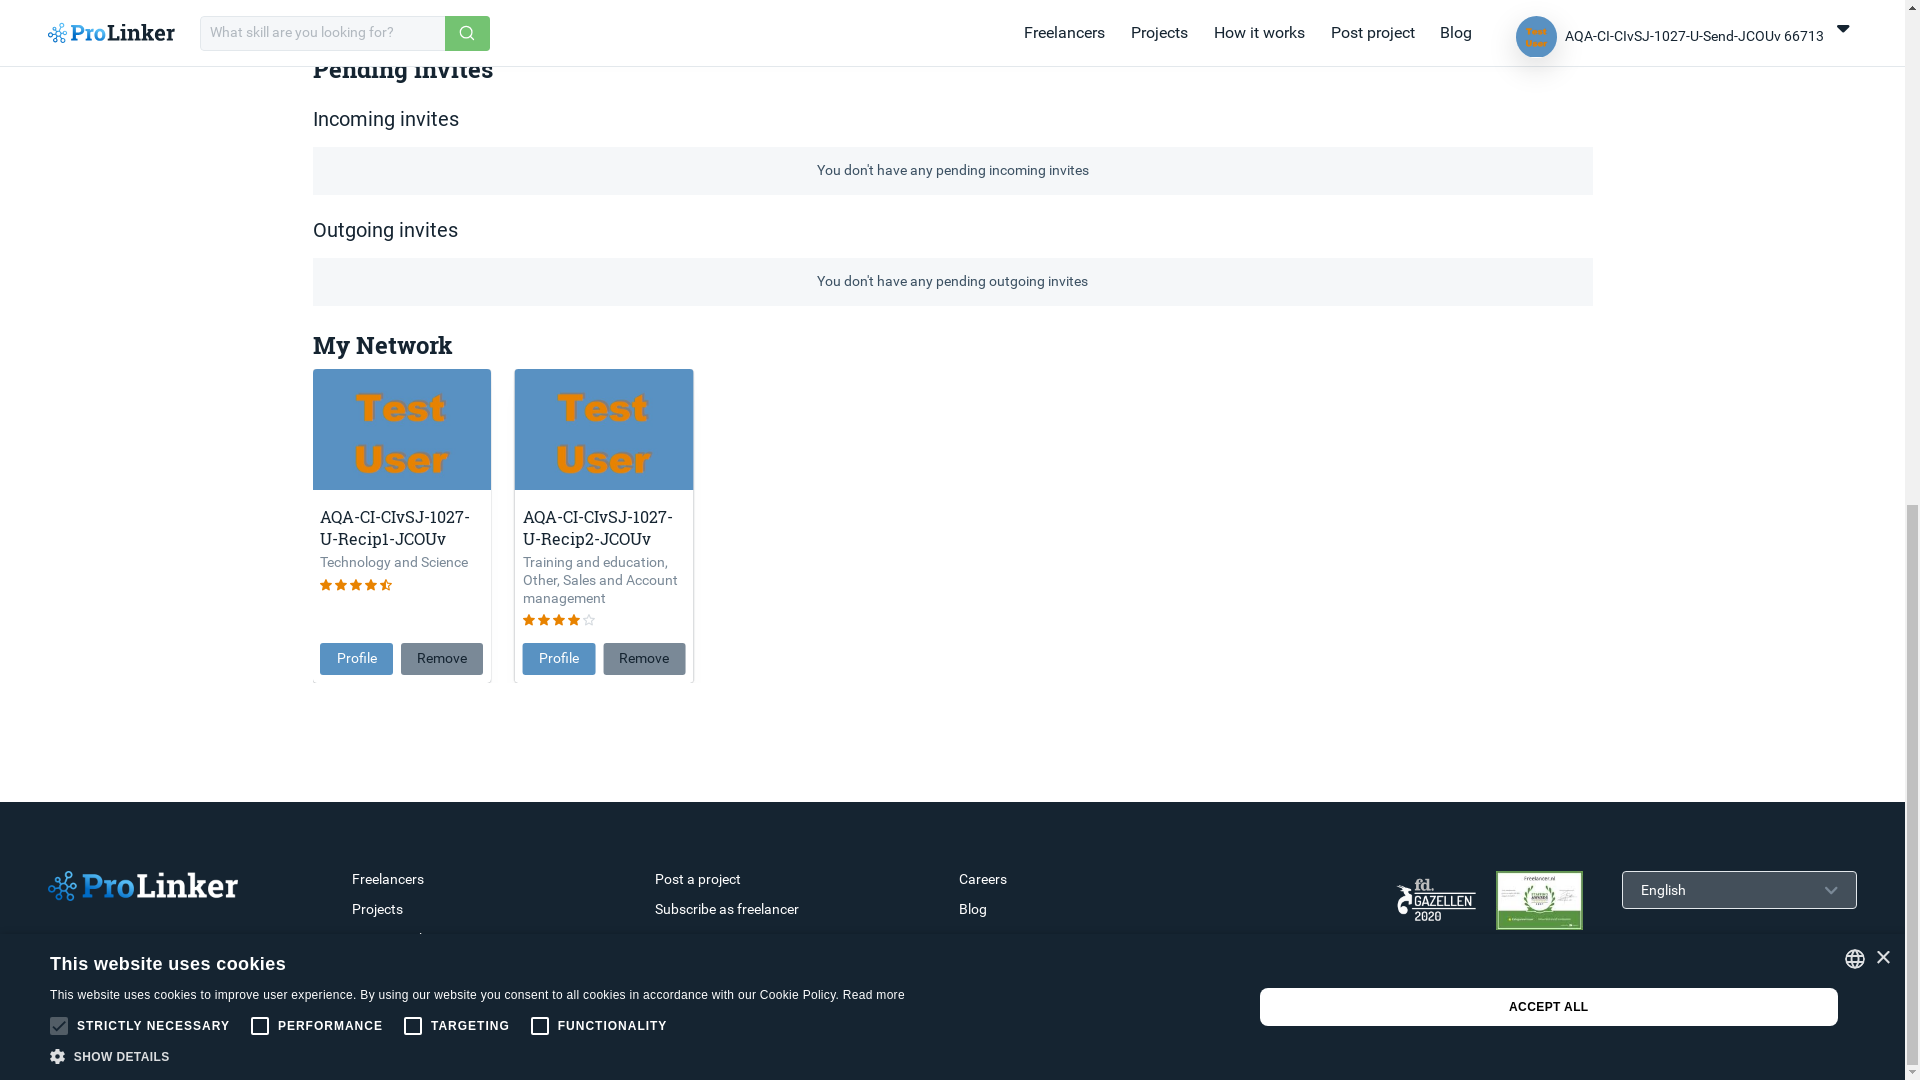 ProLinker
What skill are you looking for?
Freelancers
Projects
How it works
Post project
Blog
Test
User
AQA-CI-CIvSJ-1027-U-Send-JCOUv 66713
Pending invites
Incoming invites
You don't have any pending incoming invites
Outgoing invites
You don't have any pending outgoing invites
My Network
Test
User
AQA-CI-CIvSJ-1027-
U-Recip1-JCOUv
Technology and Science
Profile
Remove
Test
User
AQA-CI-CIvSJ-1027-
U-Recip2-JCOUv
Training and education,
Other, Sales and Account
management
Profile
Remove
ProLinker
Freelancers
Projects
Post a project
Subscribe as freelancer
Careers
Blog
fd.
GAZELLEN
2020
Freelancer.nl
English
This website uses cookies
This website uses cookies to improve user experience. By using our website you consent to all cookies in accordance with our Cookie Policy. Read more
STRICTLY NECESSARY
PERFORMANCE
TARGETING
FUNCTIONALITY
SHOW DETAILS
ACCEPT ALL